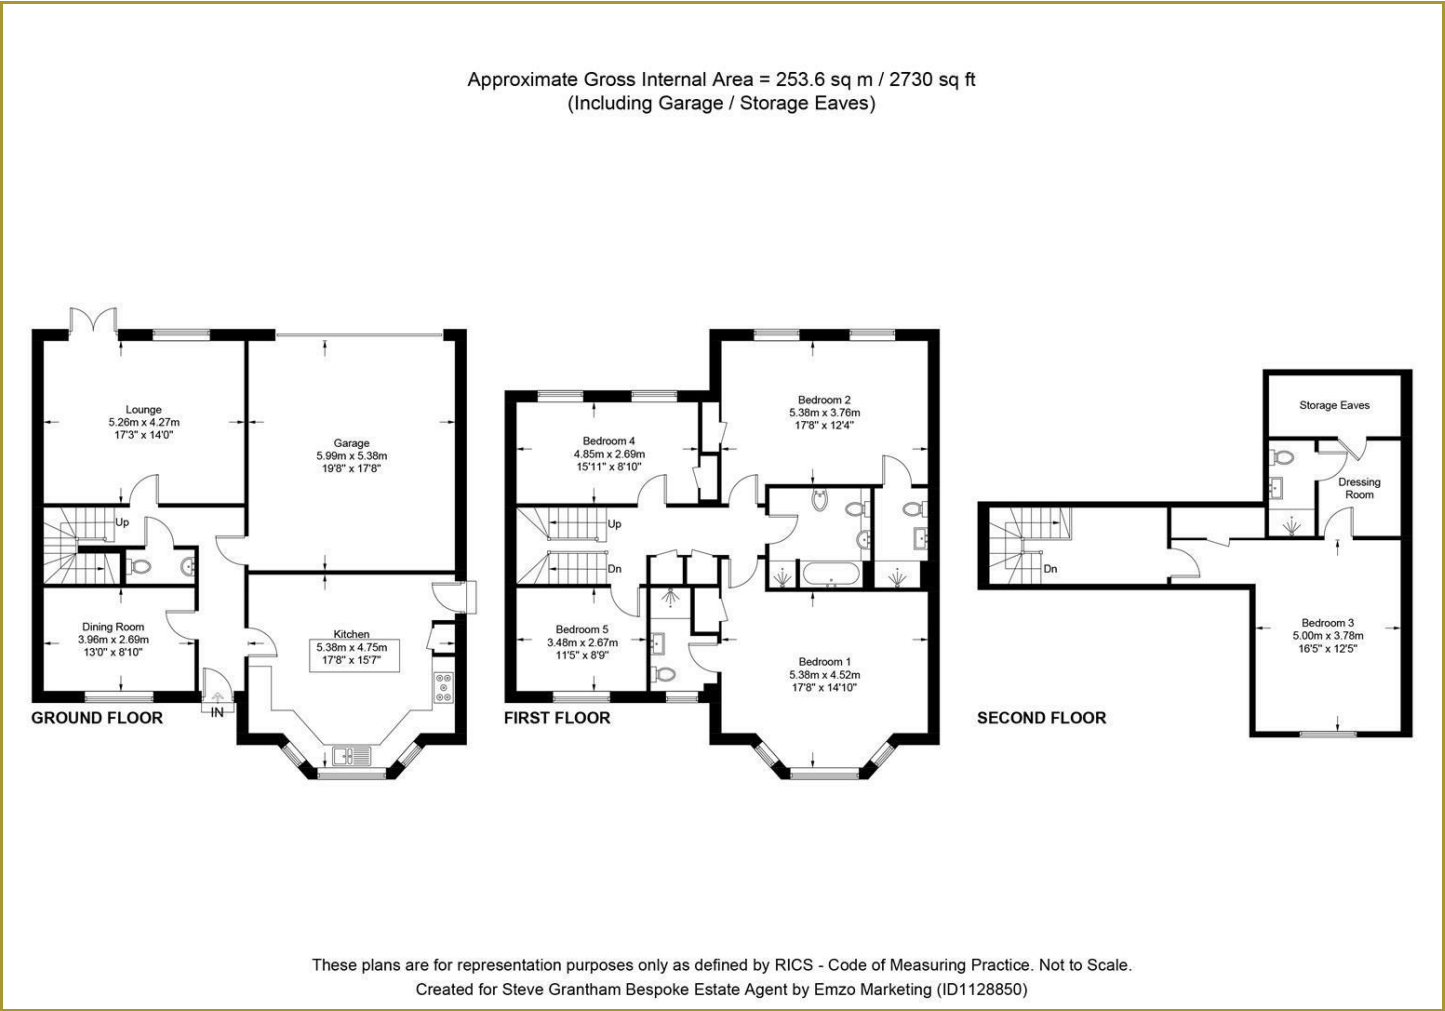 Approximate Gross Internal Area = 253.6 sq m / 2730 sq ft
(Including Garage / Storage Eaves)
Lounge
5.26m x 4.27m
17'3" x 14'0"
Garage
5.99m x 5.38m
19'8" x 17'8"
Up
Dining Room
3.96m x 2.69m
13'0" x 8'10"
Kitchen
5.38m x 4.75m
17'8" x 15'7"
IN
GROUND FLOOR
Bedroom 2
5.38m x 3.76m
17'8" x 12'4"
Bedroom 4
4.85m x 2.69m
15'11" x 8'10"
Up
Dn
Bedroom 5
3.48m x 2.67m
11'5" x 8'9"
Bedroom 1
5.38m x 4.52m
17'8" x 14'10"
FIRST FLOOR
Storage Eaves
Dressing
Room
Dn
Bedroom 3
5.00m x 3.78m
16'5" x 12'5"
SECOND FLOOR
These plans are for representation purposes only as defined by RICS - Code of Measuring Practice. Not to Scale.
Created for Steve Grantham Bespoke Estate Agent by Emzo Marketing (ID1128850)